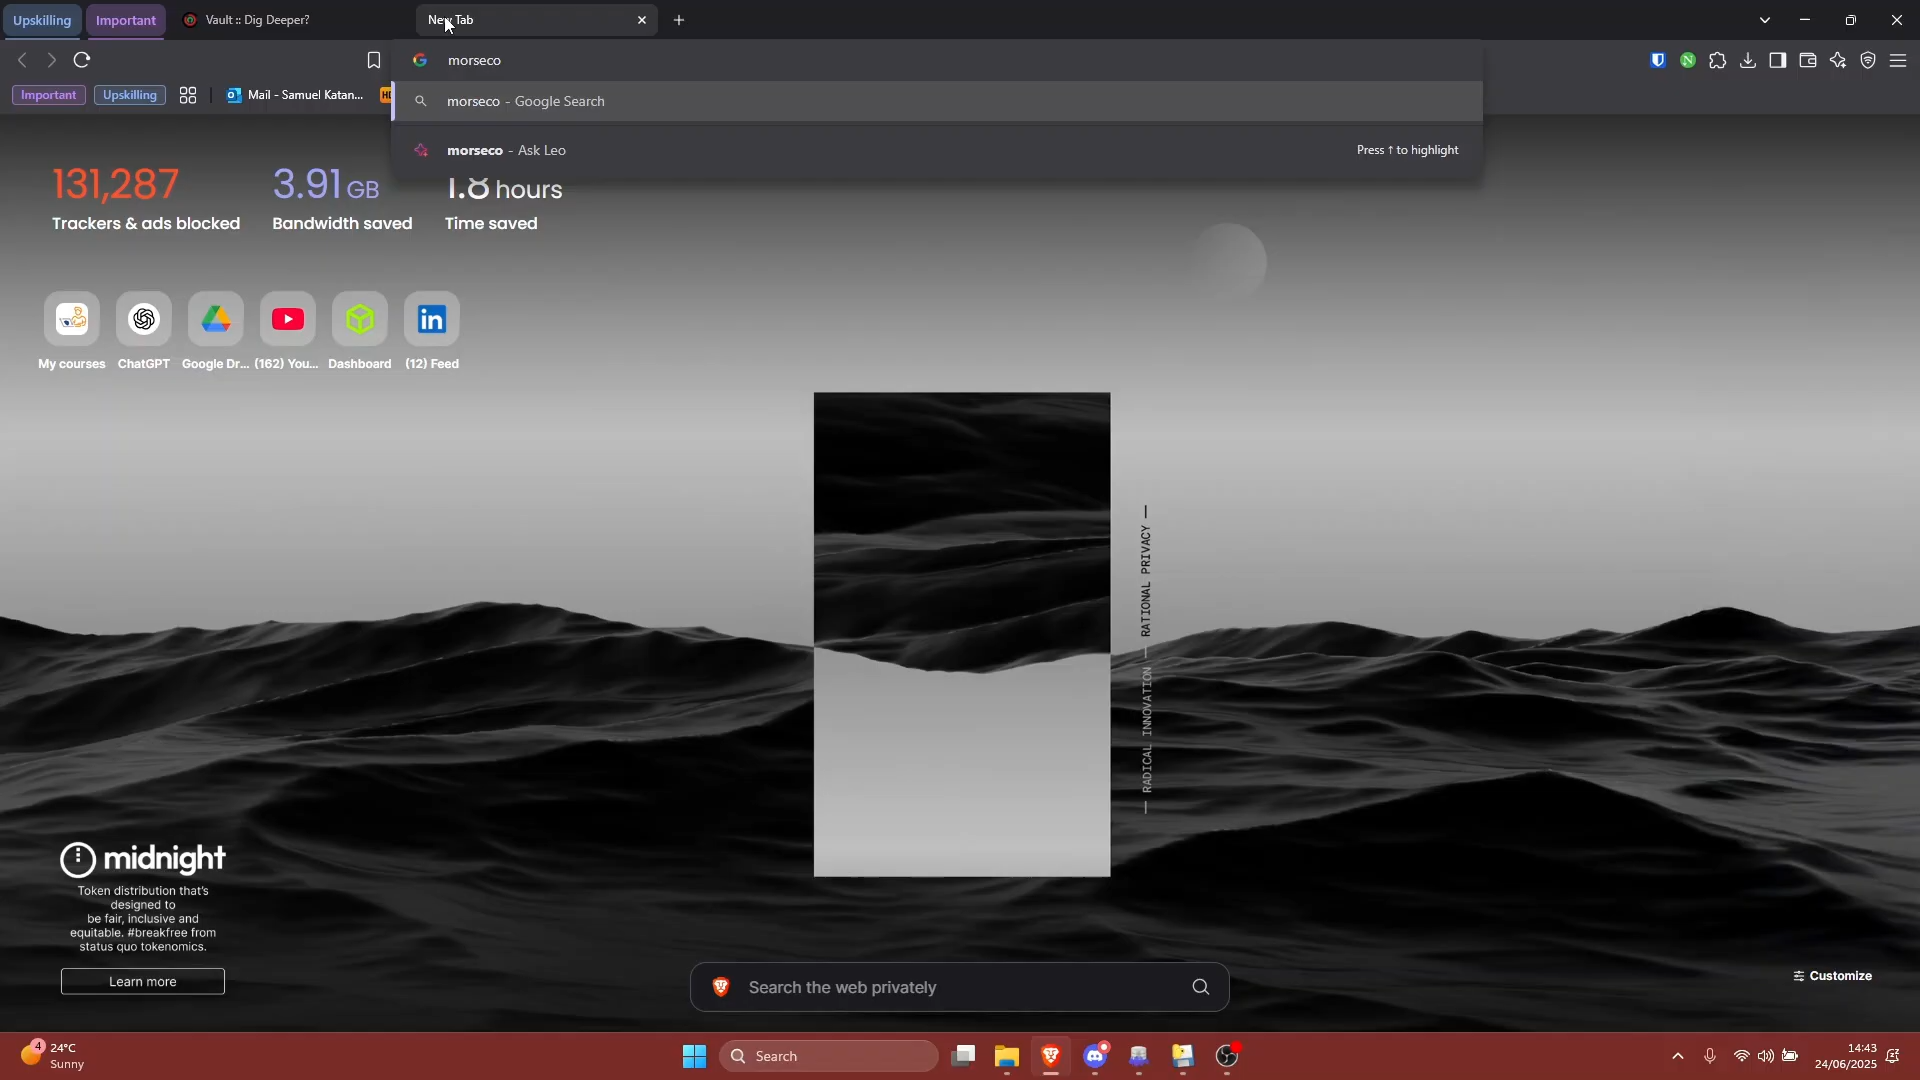 Upskilling
Important
Vault :: Dig Deeper?
New Tab
morseco
Important
Upskilling
Mail - Samuel Katan...
morseco - Google Search
morseco - Ask Leo
Press ↑ to highlight
131,287
Trackers & ads blocked
3.91 GB
Bandwidth saved
1.8 hours
Time saved
My courses
ChatGPT
Google Dr...
(162) You...
Dashboard
(12) Feed
— RADICAL INNOVATION — RATIONAL PRIVACY —
midnight
Token distribution that's
designed to
be fair, inclusive and
equitable. #breakfree from
status quo tokenomics.
Learn more
Search the web privately
Customize
4
24°C
Sunny
Search
14:43
24/06/2025